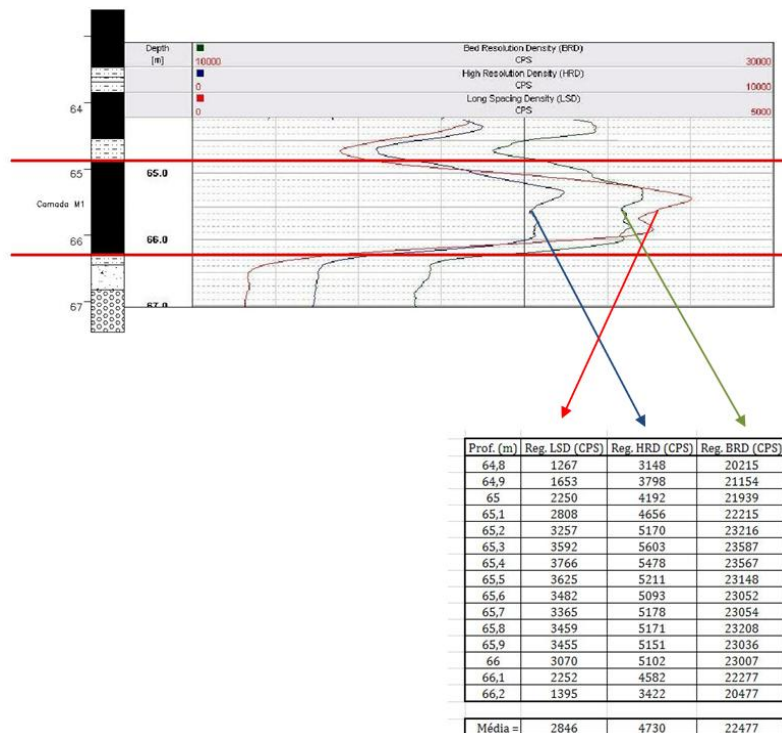 Depth
[m]
Bed Resolution Density (BRD)
10000 CPS 30000
High Resolution Density (HRD)
0 CPS 10000
Long Spacing Density (LSD)
0 CPS 5000
64
65
65.0
Camada M1
66
66.0
67
67.0
Prof. (m) Reg. LSD (CPS) Reg. HRD (CPS) Reg. BRD (CPS)
64,8 1267 3148 20215
64,9 1653 3798 21154
65 2250 4192 21939
65,1 2808 4656 22215
65,2 3257 5170 23216
65,3 3592 5603 23587
65,4 3766 5478 23567
65,5 3625 5211 23148
65,6 3482 5093 23052
65,7 3365 5178 23054
65,8 3459 5171 23208
65,9 3455 5151 23036
66 3070 5102 23007
66,1 2252 4582 22277
66,2 1395 3422 20477
Média = 2846 4730 22477